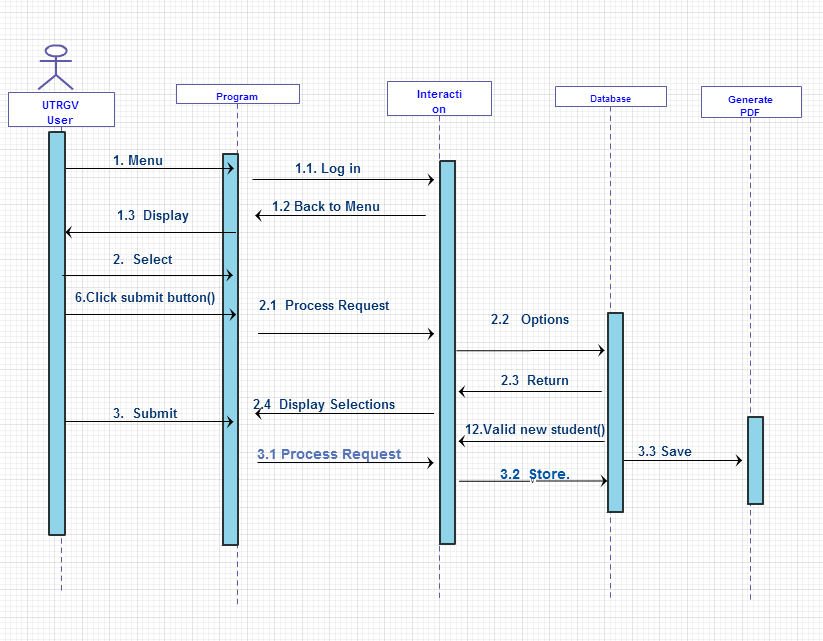 UTRGV
User
Program
Interacti
on
Database
Generate
PDF
1. Menu
1.1. Log in
1.2 Back to Menu
1.3 Display
2. Select
6.Click submit button()
2.1 Process Request
2.2 Options
2.3 Return
2.4 Display Selections
3. Submit
12.Valid new student()
3.1 Process Request
3.3 Save
3.2 Store.